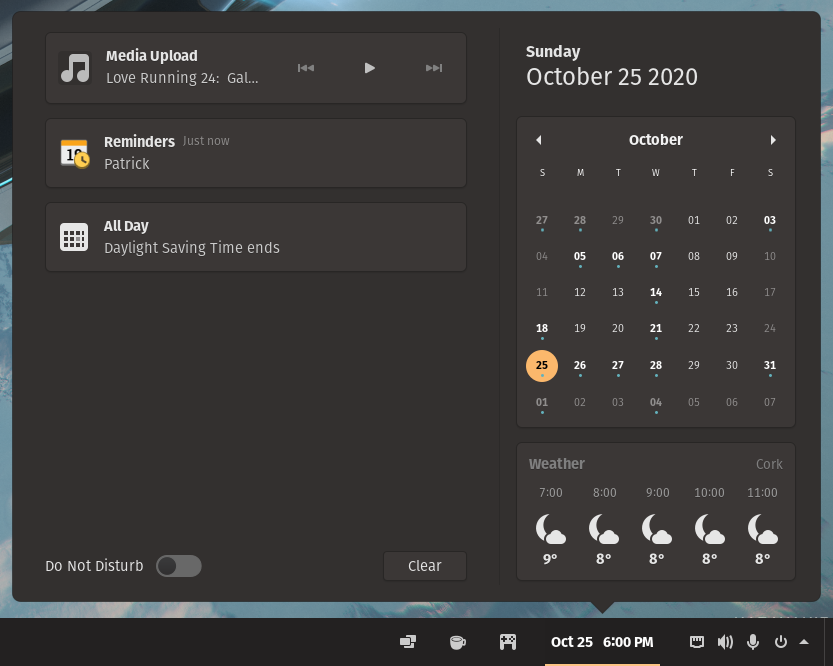 Media Upload
Love Running 24:  Gal...
Reminders Just now
Patrick
All Day
Daylight Saving Time ends
Do Not Disturb
Clear
Sunday
October 25 2020
October
S M T W T F S
27 28 29 30 01 02 03
04 05 06 07 08 09 10
11 12 13 14 15 16 17
18 19 20 21 22 23 24
25 26 27 28 29 30 31
01 02 03 04 05 06 07
Weather Cork
7:00 8:00 9:00 10:00 11:00
9° 8° 8° 8° 8°
Oct 25 6:00 PM